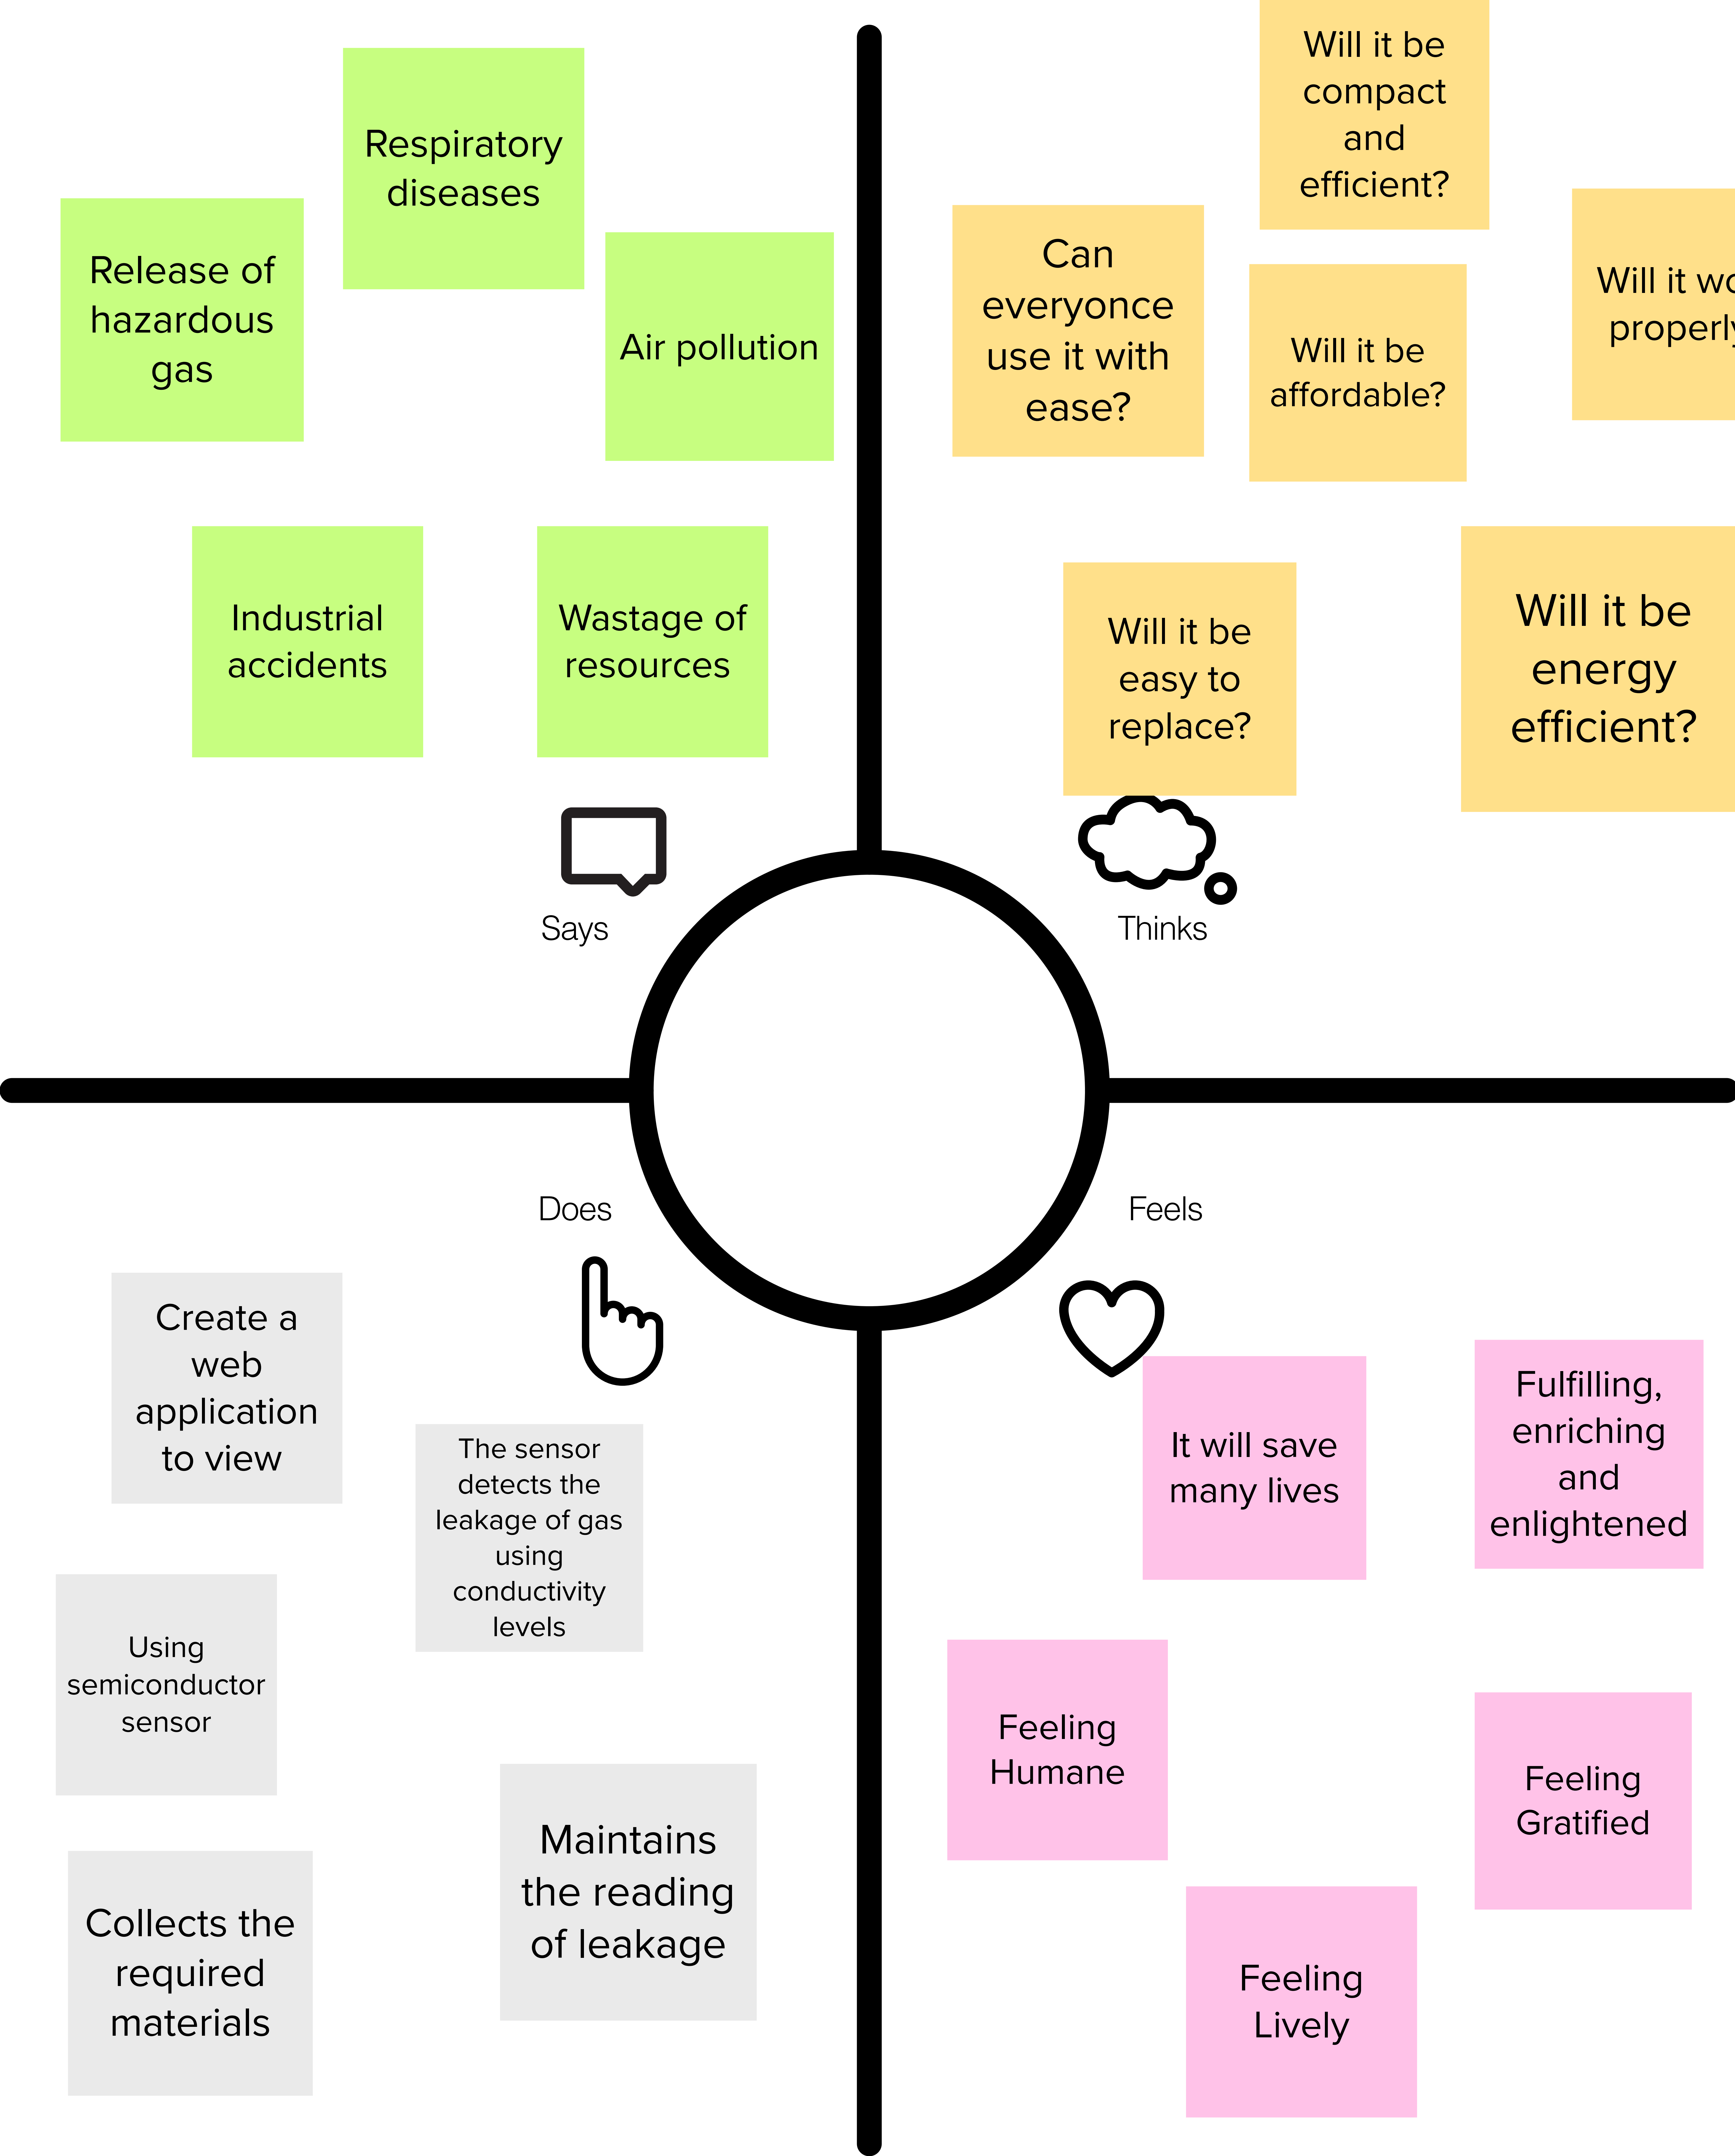 Respiratory
diseases
Release of
hazardous
gas
Air pollution
Industrial
accidents
Wastage of
resources
Says
Will it be
compact
and
efficient?
Can
everyonce
use it with
ease?
Will it be
affordable?
Will it
Will it be
easy to
replace?
Will it be
energy
efficient?
Thinks
Does
Create a
web
application
to view
The sensor
detects the
leakage of gas
using
conductivity
levels
Using
semiconductor
sensor
Maintains
the reading
of leakage
Collects the
required
materials
Feels
It will save
many lives
Fulfilling,
enriching
and
enlightened
Feeling
Humane
Feeling
Gratified
Feeling
Lively